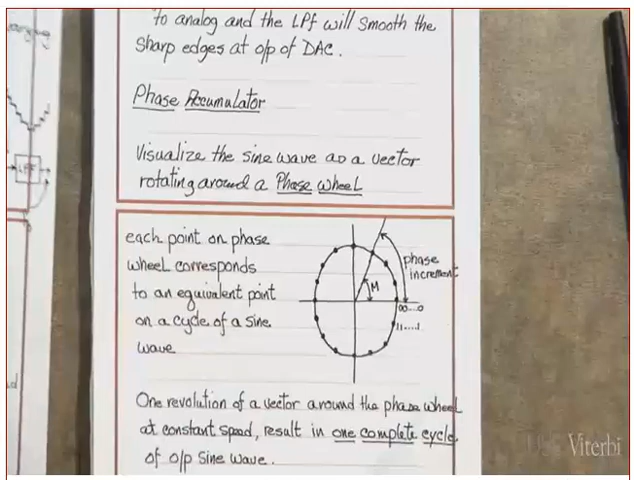 to analog and the LPf will smooth the
sharp edges at o/p of DAC.
Phase Accumulator
Visualize the sine wave as a vector
rotating around a Phase wheel
each point on phase
wheel corresponds
to an equivalent point
on a cycle of a sine
wave
phase
increment
M
00...0
11....1
One revolution of a vector around the phase wheel
at constant speed, result in one complete cycle
of o/p sine wave.
LPF
USC Viterbi